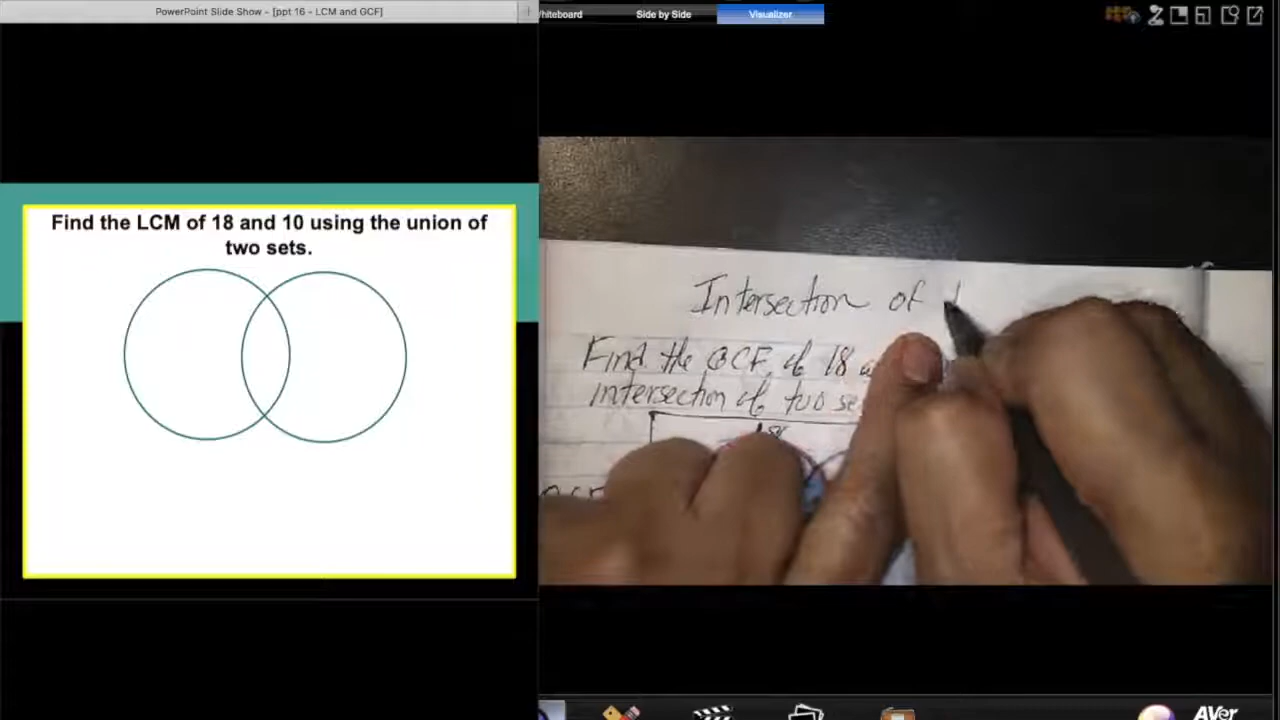 PowerPoint Slide Show - [ppt 16 - LCM and GCF]
Whiteboard
Side by Side
Visualizer
Find the LCM of 18 and 10 using the union of
two sets.
Intersection of
Find the GCF of 18
intersection of two
18
AVer